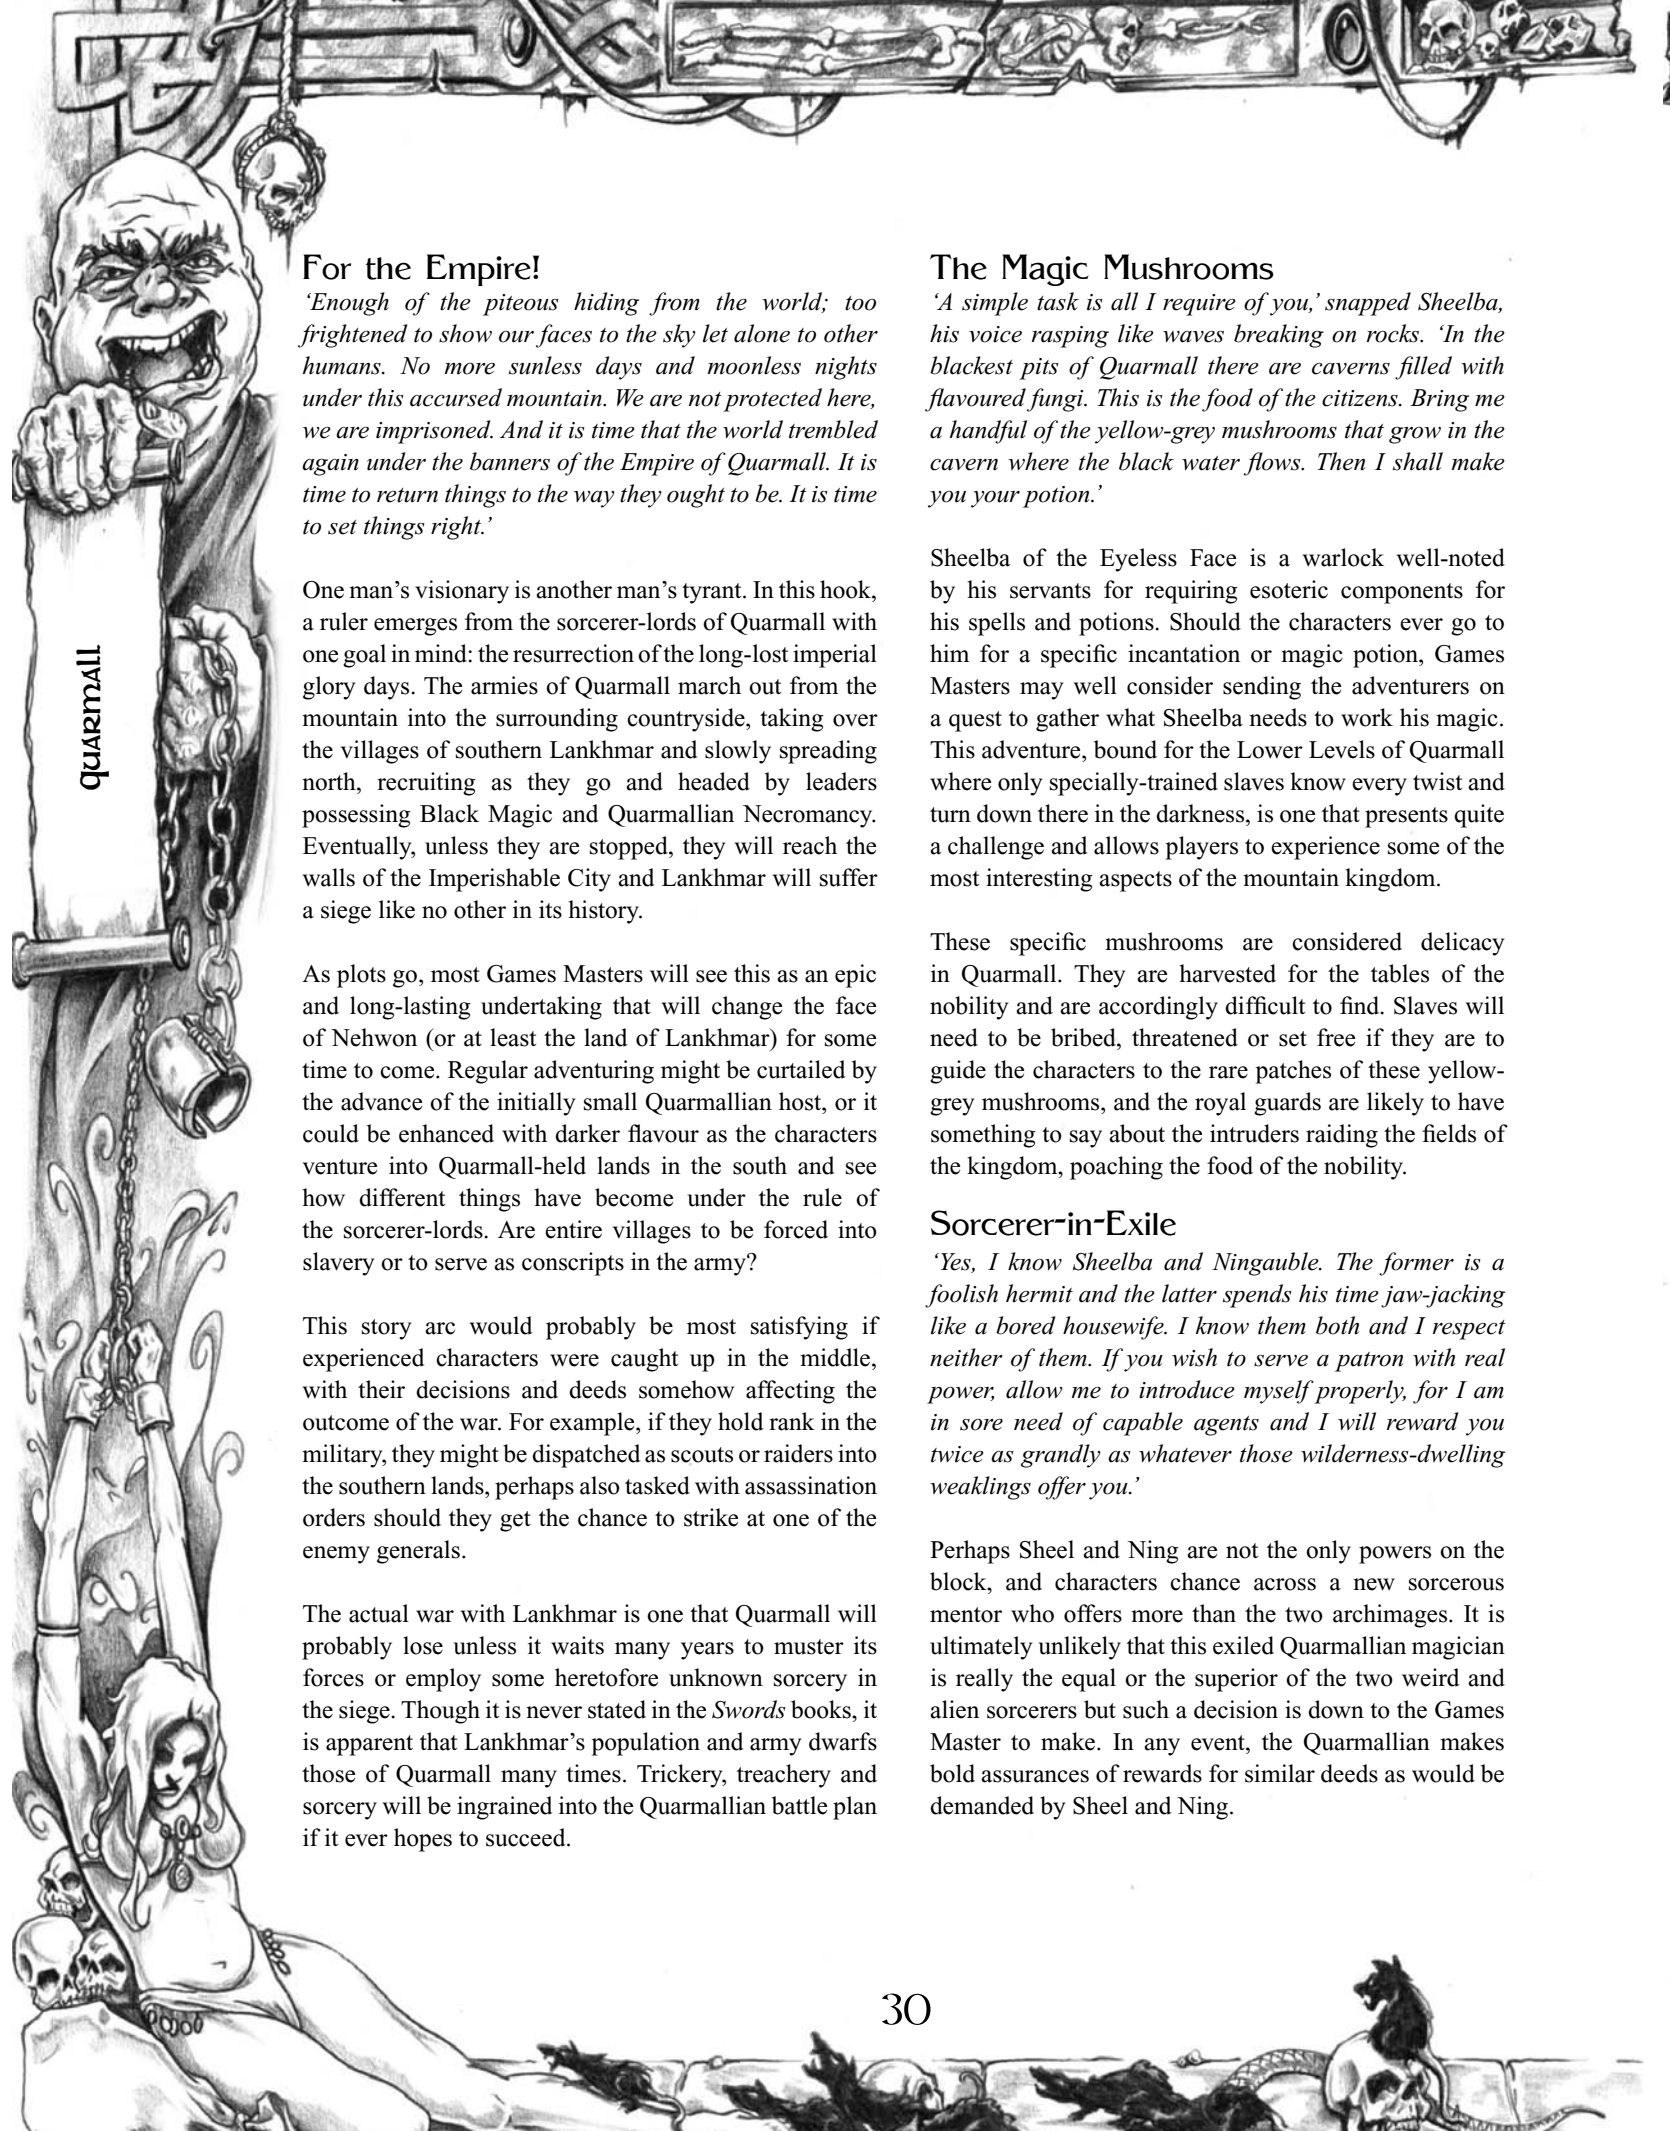 quarmall
For the Empire!
‘Enough of the piteous hiding from the world; too
frightened to show our faces to the sky let alone to other
humans. No more sunless days and moonless nights
under this accursed mountain. We are not protected here,
we are imprisoned. And it is time that the world trembled
again under the banners of the Empire of Quarmall. It is
time to return things to the way they ought to be. It is time
to set things right.’
One man’s visionary is another man’s tyrant. In this hook,
a ruler emerges from the sorcerer-lords of Quarmall with
one goal in mind: the resurrection of the long-lost imperial
glory days. The armies of Quarmall march out from the
mountain into the surrounding countryside, taking over
the villages of southern Lankhmar and slowly spreading
north, recruiting as they go and headed by leaders
possessing Black Magic and Quarmallian Necromancy.
Eventually, unless they are stopped, they will reach the
walls of the Imperishable City and Lankhmar will suffer
a siege like no other in its history.
As plots go, most Games Masters will see this as an epic
and long-lasting undertaking that will change the face
of Nehwon (or at least the land of Lankhmar) for some
time to come. Regular adventuring might be curtailed by
the advance of the initially small Quarmallian host, or it
could be enhanced with darker flavour as the characters
venture into Quarmall-held lands in the south and see
how different things have become under the rule of
the sorcerer-lords. Are entire villages to be forced into
slavery or to serve as conscripts in the army?
This story arc would probably be most satisfying if
experienced characters were caught up in the middle,
with their decisions and deeds somehow affecting the
outcome of the war. For example, if they hold rank in the
military, they might be dispatched as scouts or raiders into
the southern lands, perhaps also tasked with assassination
orders should they get the chance to strike at one of the
enemy generals.
The actual war with Lankhmar is one that Quarmall will
probably lose unless it waits many years to muster its
forces or employ some heretofore unknown sorcery in
the siege. Though it is never stated in the Swords books, it
is apparent that Lankhmar’s population and army dwarfs
those of Quarmall many times. Trickery, treachery and
sorcery will be ingrained into the Quarmallian battle plan
if it ever hopes to succeed.
The Magic Mushrooms
‘A simple task is all I require of you,’ snapped Sheelba,
his voice rasping like waves breaking on rocks. ‘In the
blackest pits of Quarmall there are caverns filled with
flavoured fungi. This is the food of the citizens. Bring me
a handful of the yellow-grey mushrooms that grow in the
cavern where the black water flows. Then I shall make
you your potion.’
Sheelba of the Eyeless Face is a warlock well-noted
by his servants for requiring esoteric components for
his spells and potions. Should the characters ever go to
him for a specific incantation or magic potion, Games
Masters may well consider sending the adventurers on
a quest to gather what Sheelba needs to work his magic.
This adventure, bound for the Lower Levels of Quarmall
where only specially-trained slaves know every twist and
turn down there in the darkness, is one that presents quite
a challenge and allows players to experience some of the
most interesting aspects of the mountain kingdom.
These specific mushrooms are considered delicacy
in Quarmall. They are harvested for the tables of the
nobility and are accordingly difficult to find. Slaves will
need to be bribed, threatened or set free if they are to
guide the characters to the rare patches of these yellow-
grey mushrooms, and the royal guards are likely to have
something to say about the intruders raiding the fields of
the kingdom, poaching the food of the nobility.
Sorcerer-in-Exile
‘Yes, I know Sheelba and Ningauble. The former is a
foolish hermit and the latter spends his time jaw-jacking
like a bored housewife. I know them both and I respect
neither of them. If you wish to serve a patron with real
power, allow me to introduce myself properly, for I am
in sore need of capable agents and I will reward you
twice as grandly as whatever those wilderness-dwelling
weaklings offer you.’
Perhaps Sheel and Ning are not the only powers on the
block, and characters chance across a new sorcerous
mentor who offers more than the two archimages. It is
ultimately unlikely that this exiled Quarmallian magician
is really the equal or the superior of the two weird and
alien sorcerers but such a decision is down to the Games
Master to make. In any event, the Quarmallian makes
bold assurances of rewards for similar deeds as would be
demanded by Sheel and Ning.
30